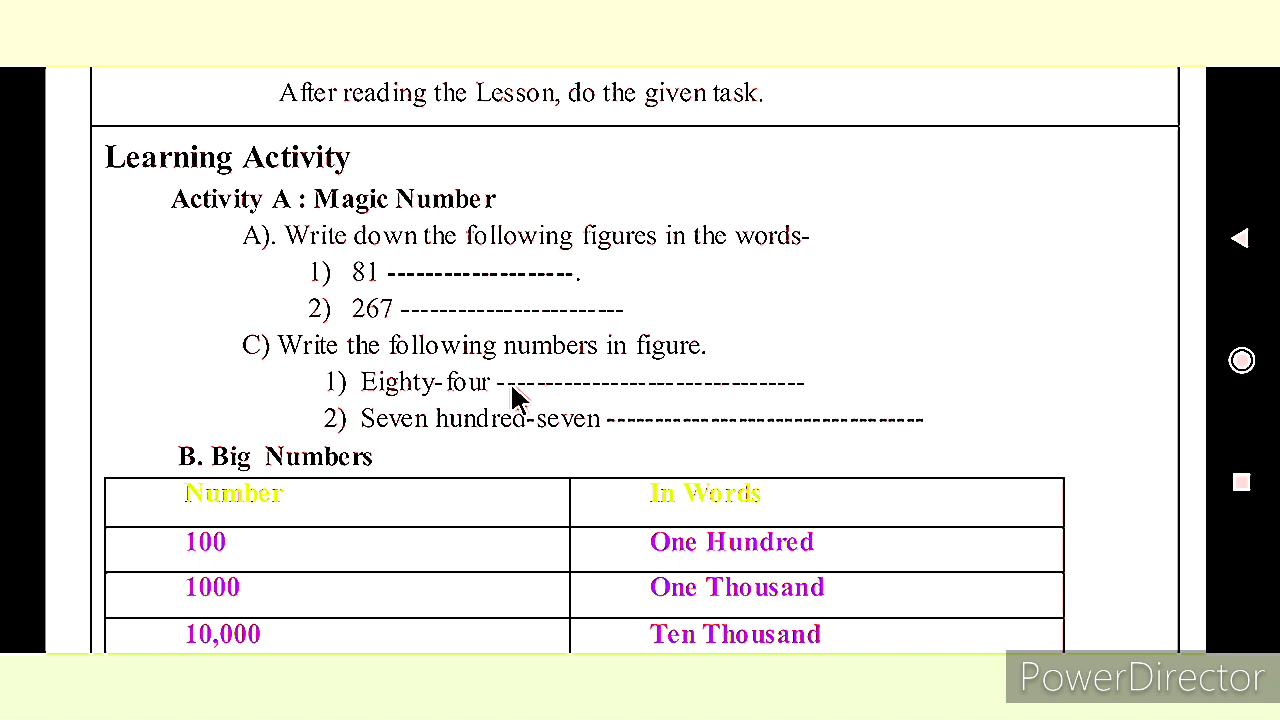 After reading the Lesson, do the given task.
Learning Activity
Activity A : Magic Number
A). Write down the following figures in the words-
1) 81 --------------------.
2) 267 ------------------------
C) Write the following numbers in figure.
1) Eighty-four ---------------------------------
2) Seven hundred-seven ----------------------------------
B. Big Numbers
Number In Words
100 One Hundred
1000 One Thousand
10,000 Ten Thousand
PowerDirector